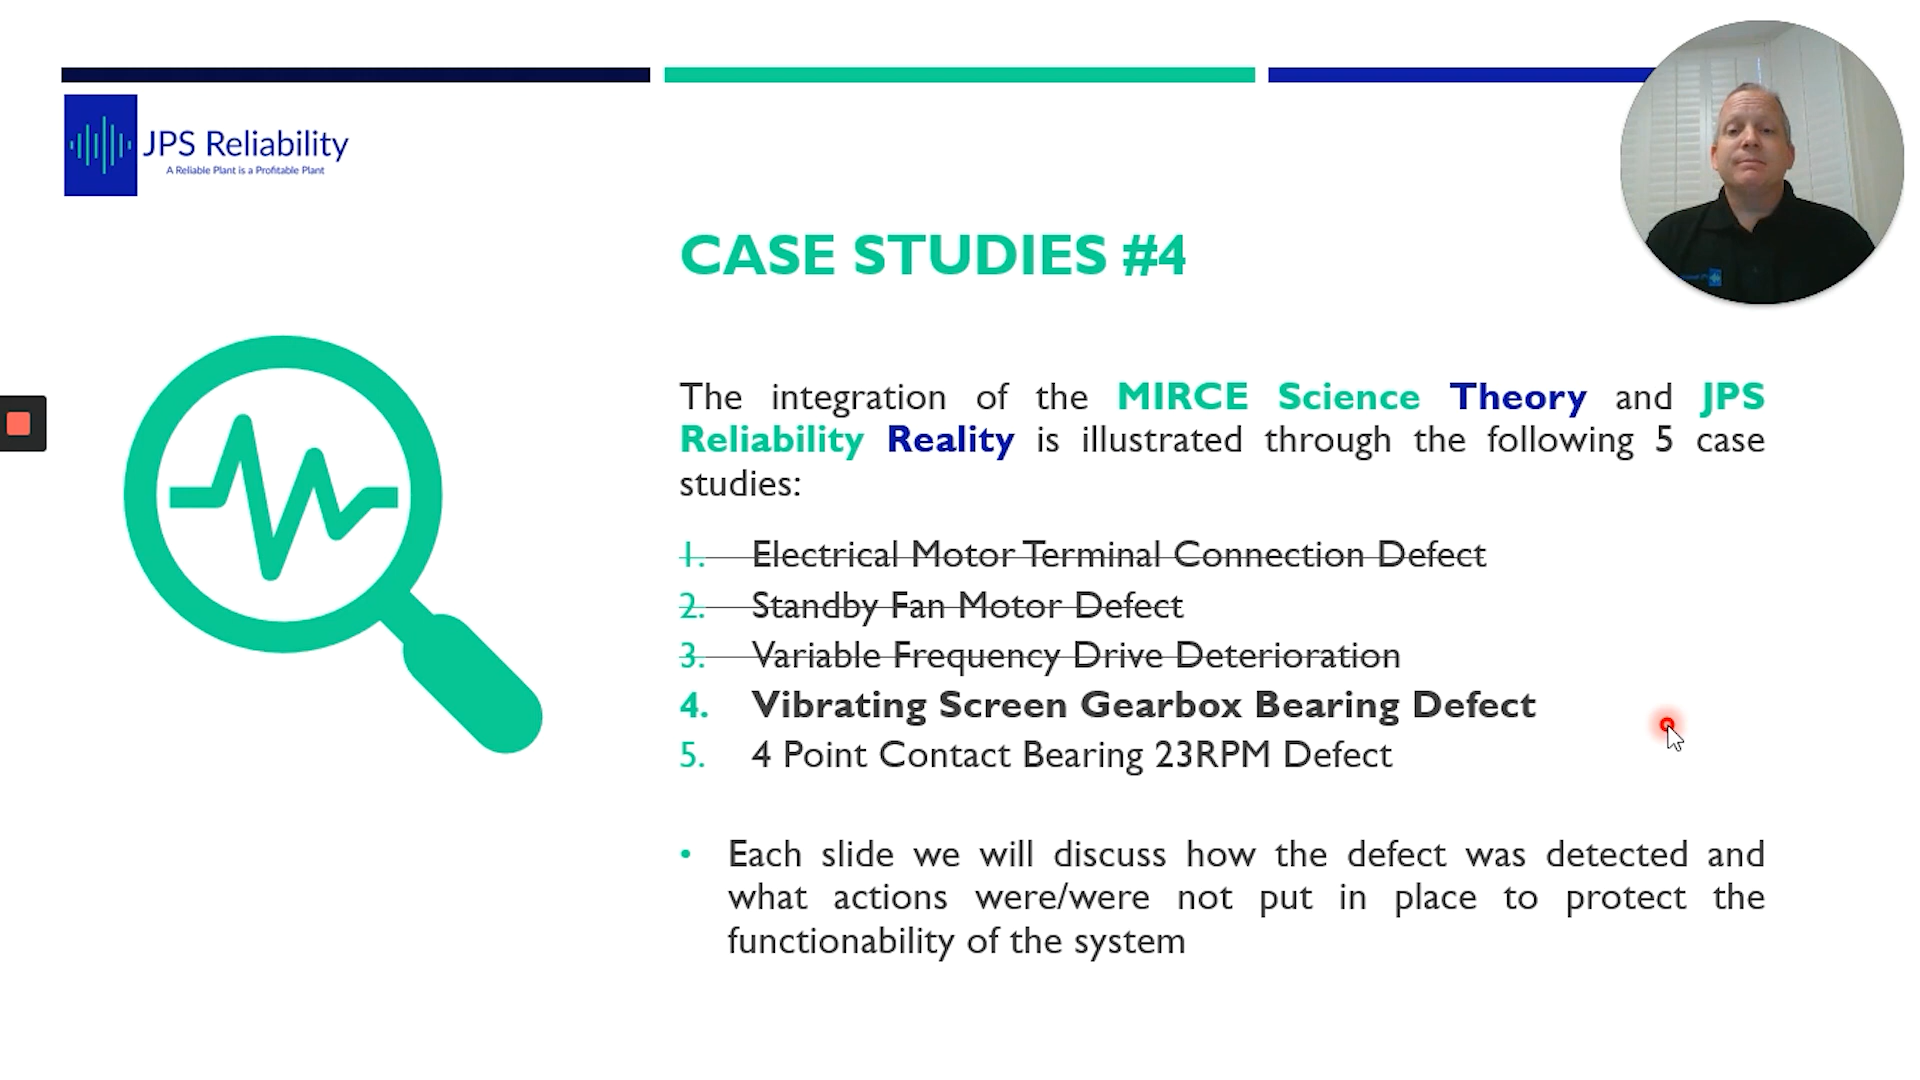 JPS Reliability
A Reliable Plant is a Profitable Plant
CASE STUDIES #4
The integration of the MIRCE Science Theory and JPS
Reliability Reality is illustrated through the following 5 case
studies:
1. Electrical Motor Terminal Connection Defect
2. Standby Fan Motor Defect
3. Variable Frequency Drive Deterioration
4. Vibrating Screen Gearbox Bearing Defect
5. 4 Point Contact Bearing 23RPM Defect
• Each slide we will discuss how the defect was detected and
what actions were/were not put in place to protect the
functionability of the system